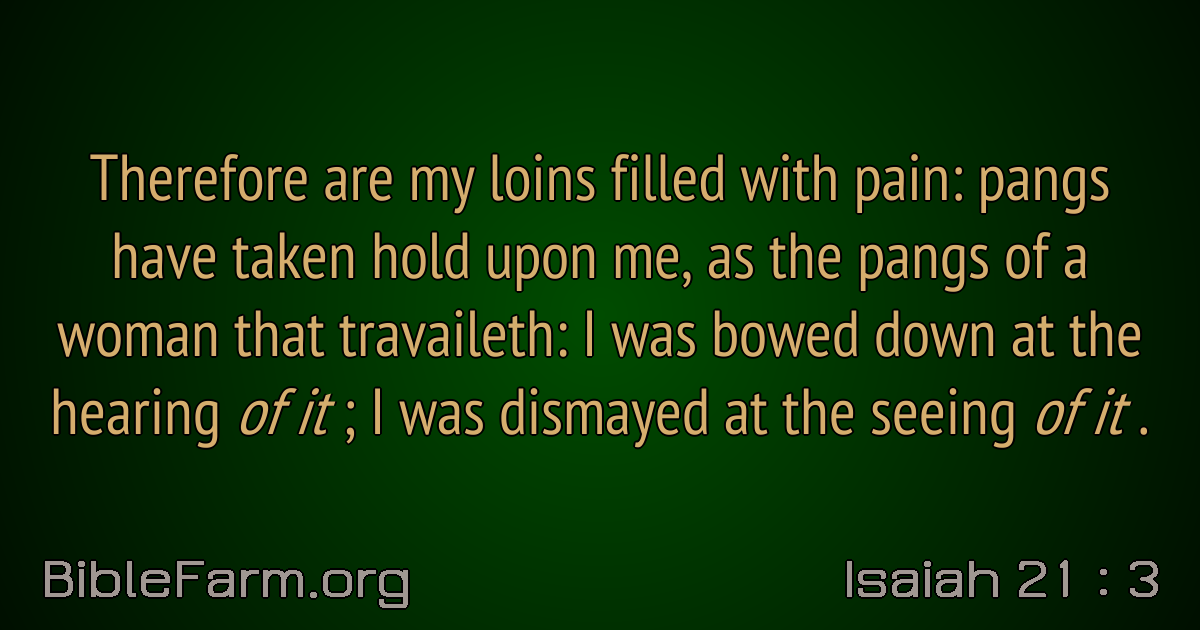 Therefore are my loins filled with pain: pangs
have taken hold upon me, as the pangs of a
woman that travaileth: I was bowed down at the
hearing of it ; I was dismayed at the seeing of it .
BibleFarm.org
Isaiah 21 : 3